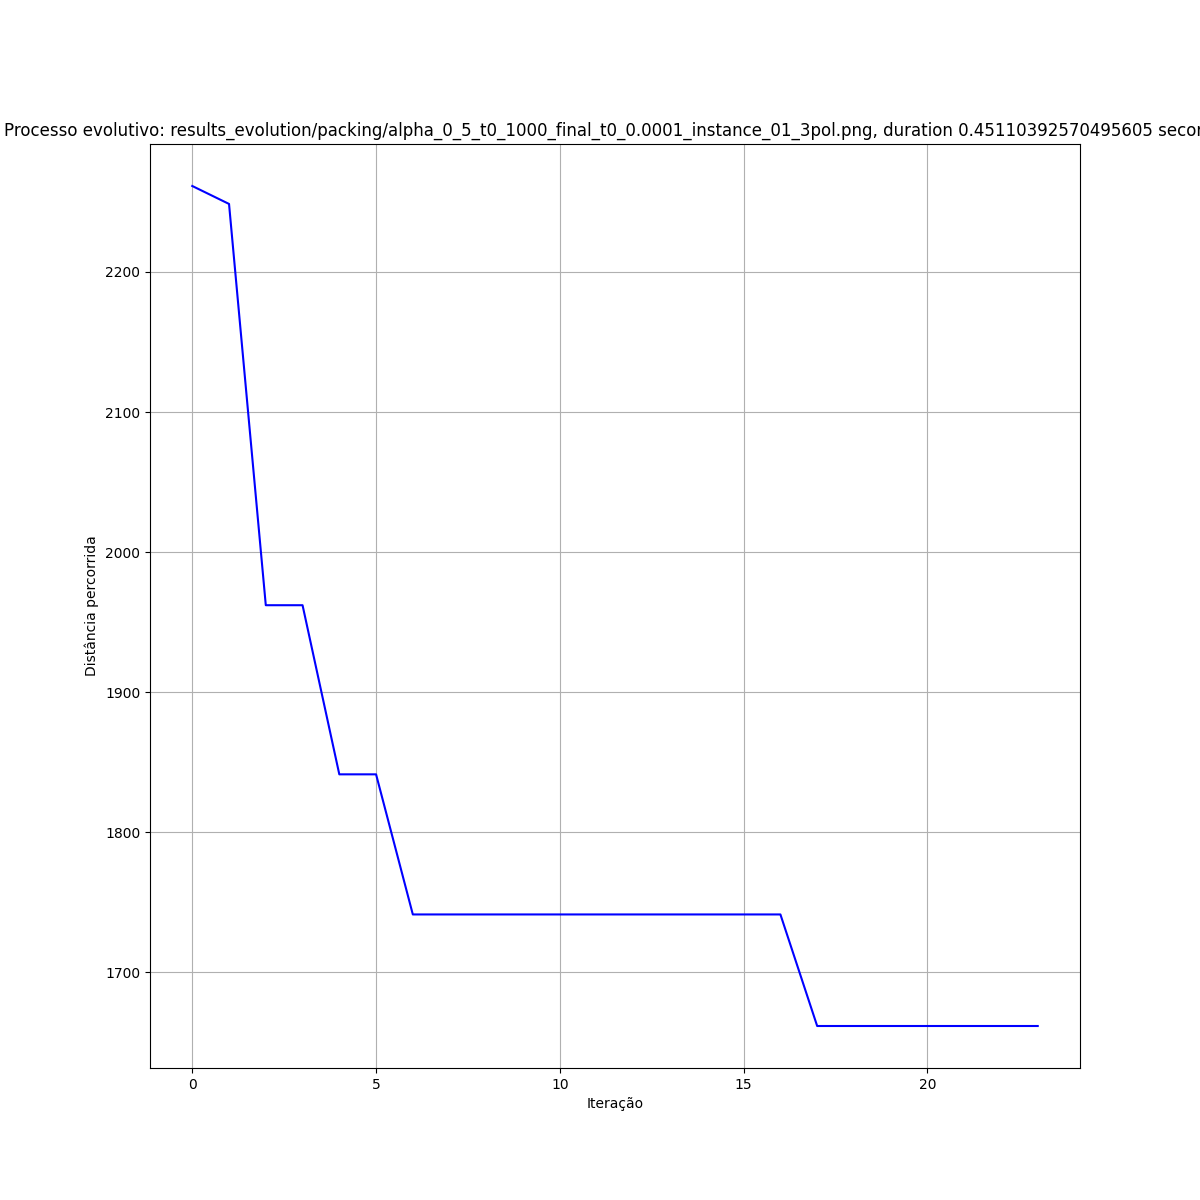 Processo evolutivo: results_evolution/packing/alpha_0_5_t0_1000_final_t0_0.0001_instance_01_3pol.png, duration 0.45110392570495605
2200
2100
2000
1900
1800
1700
Distância percorrida
0 5 10 15 20
Iteração